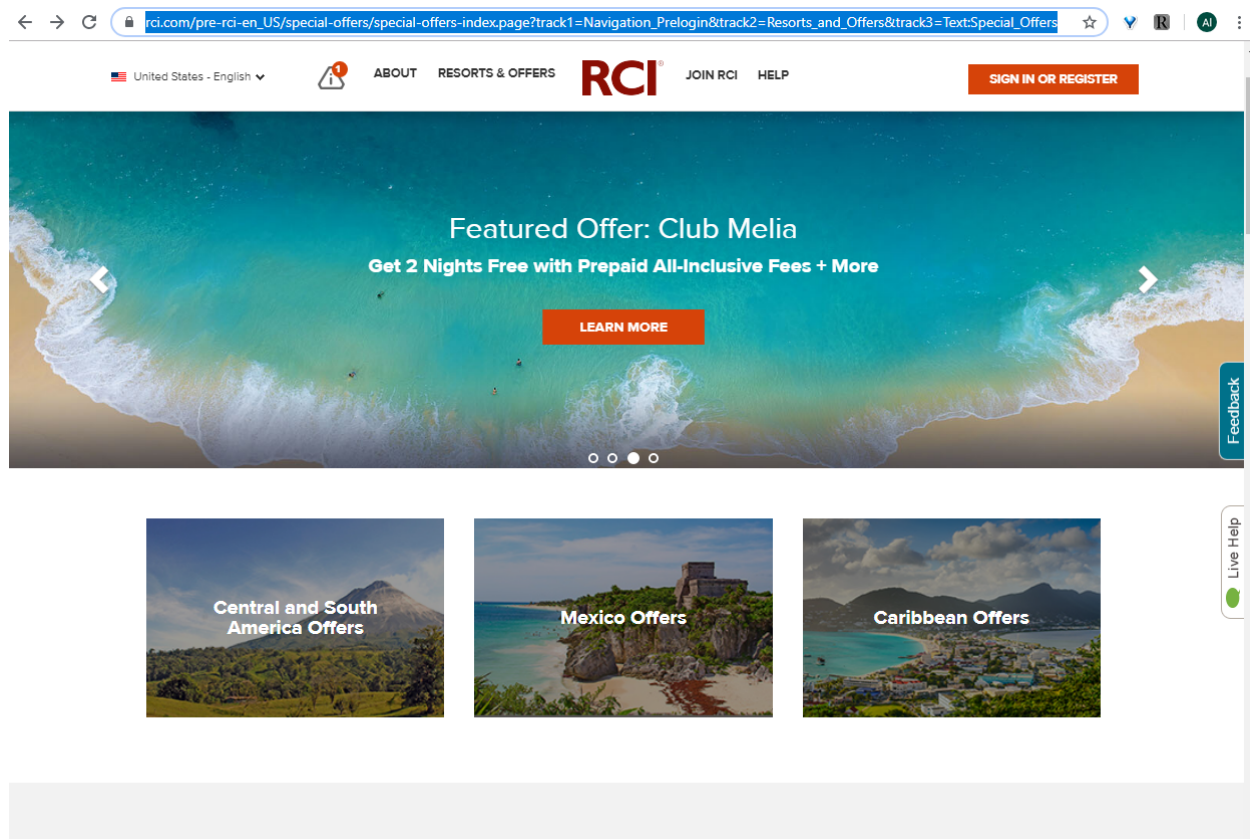 rci.com/pre-rci-en_US/special-offers/special-offers-index.page?track1=Navigation_Prelogin&track2=Resorts_and_Offers&track3=Text:Special_Offers
R
AI
United States - English
1
ABOUT
RESORTS & OFFERS
RCI®
JOIN RCI
HELP
SIGN IN OR REGISTER
Featured Offer: Club Melia
Get 2 Nights Free with Prepaid All-Inclusive Fees + More
LEARN MORE
Feedback
Live Help
Central and South
America Offers
Mexico Offers
Caribbean Offers